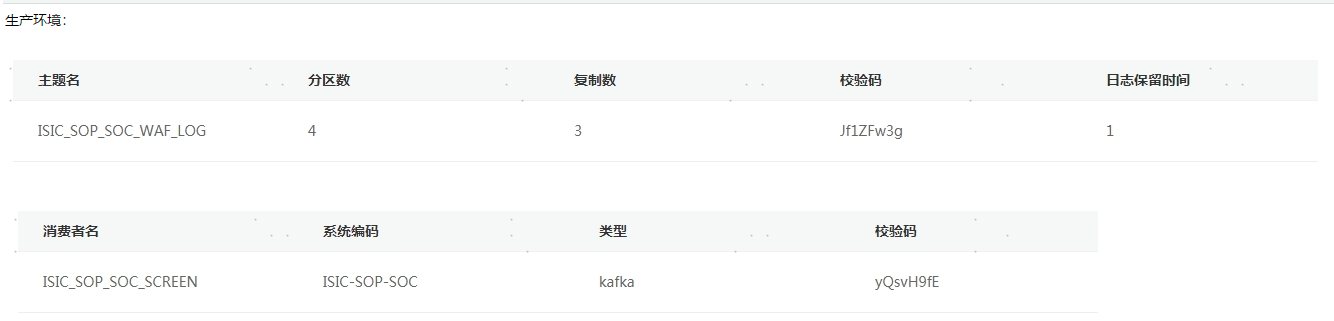 生产环境：
主题名 分区数 复制数 校验码 日志保留时间
ISIC_SOP_SOC_WAF_LOG 4 3 Jf1ZFw3g 1
消费者名 系统编码 类型 校验码
ISIC_SOP_SOC_SCREEN ISIC-SOP-SOC kafka yQsvH9fE